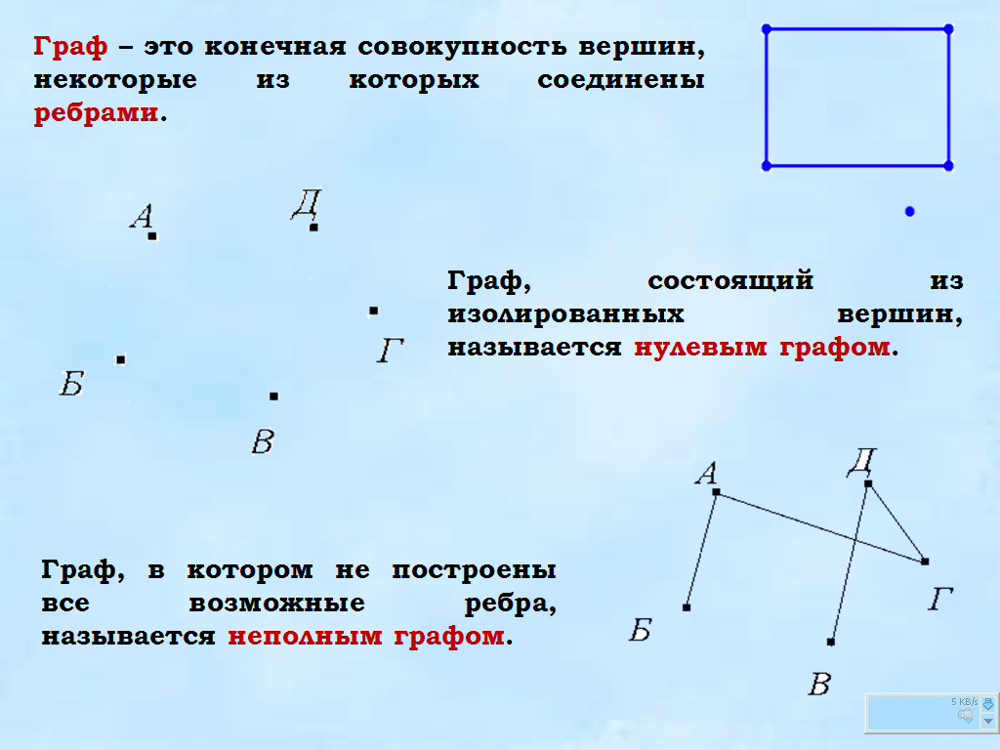 Граф – это конечная совокупность вершин,
некоторые из которых соединены
ребрами.
А
Д
Г
Б
В
Граф, состоящий из
изолированных вершин,
называется нулевым графом.
А
Д
Г
Б
В
Граф, в котором не построены
все возможные ребра,
называется неполным графом.
5 KB/s